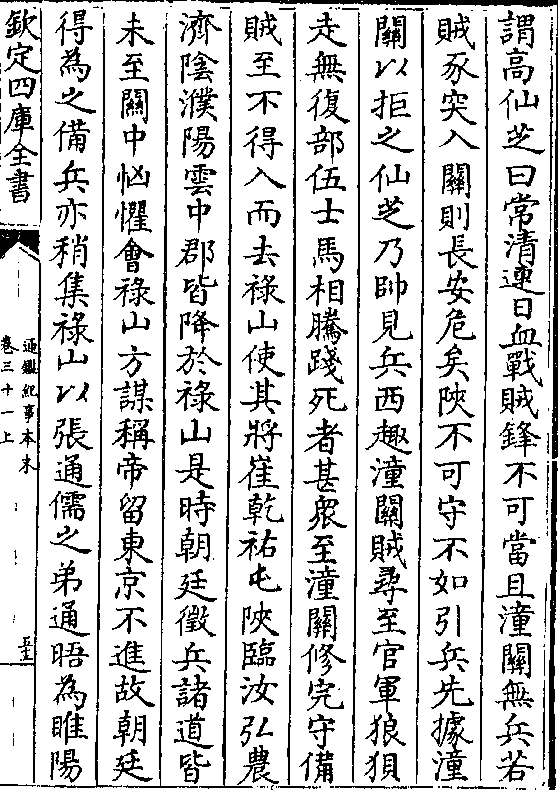 謂高仙芝曰常清連日血戰賊鋒不可當且潼關無兵若
賊豕突入關則長安危矣陜不可守不如引兵先據潼
關以拒之仙芝乃帥見兵西趣潼關賊尋至官軍狼狽
走無復部伍士馬相騰踐死者甚衆至潼關修完守備
賊至不得入而去祿山使其將崔乾祐屯陜臨汝弘農
濟陰濮陽雲中郡皆降於祿山是時朝廷徵兵諸道皆
未至關中忷懼會祿山方謀稱帝留東京不進故朝廷
得為之備兵亦稍集祿山以張通儒之弟通晤為睢陽
欽定四庫全書
通鑑紀事本末
卷三十一上